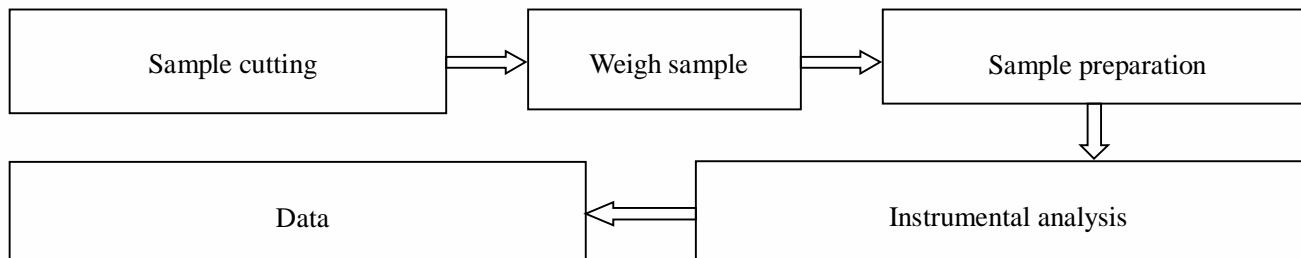 Sample cutting
Weigh sample
Sample preparation
Instrumental analysis
Data